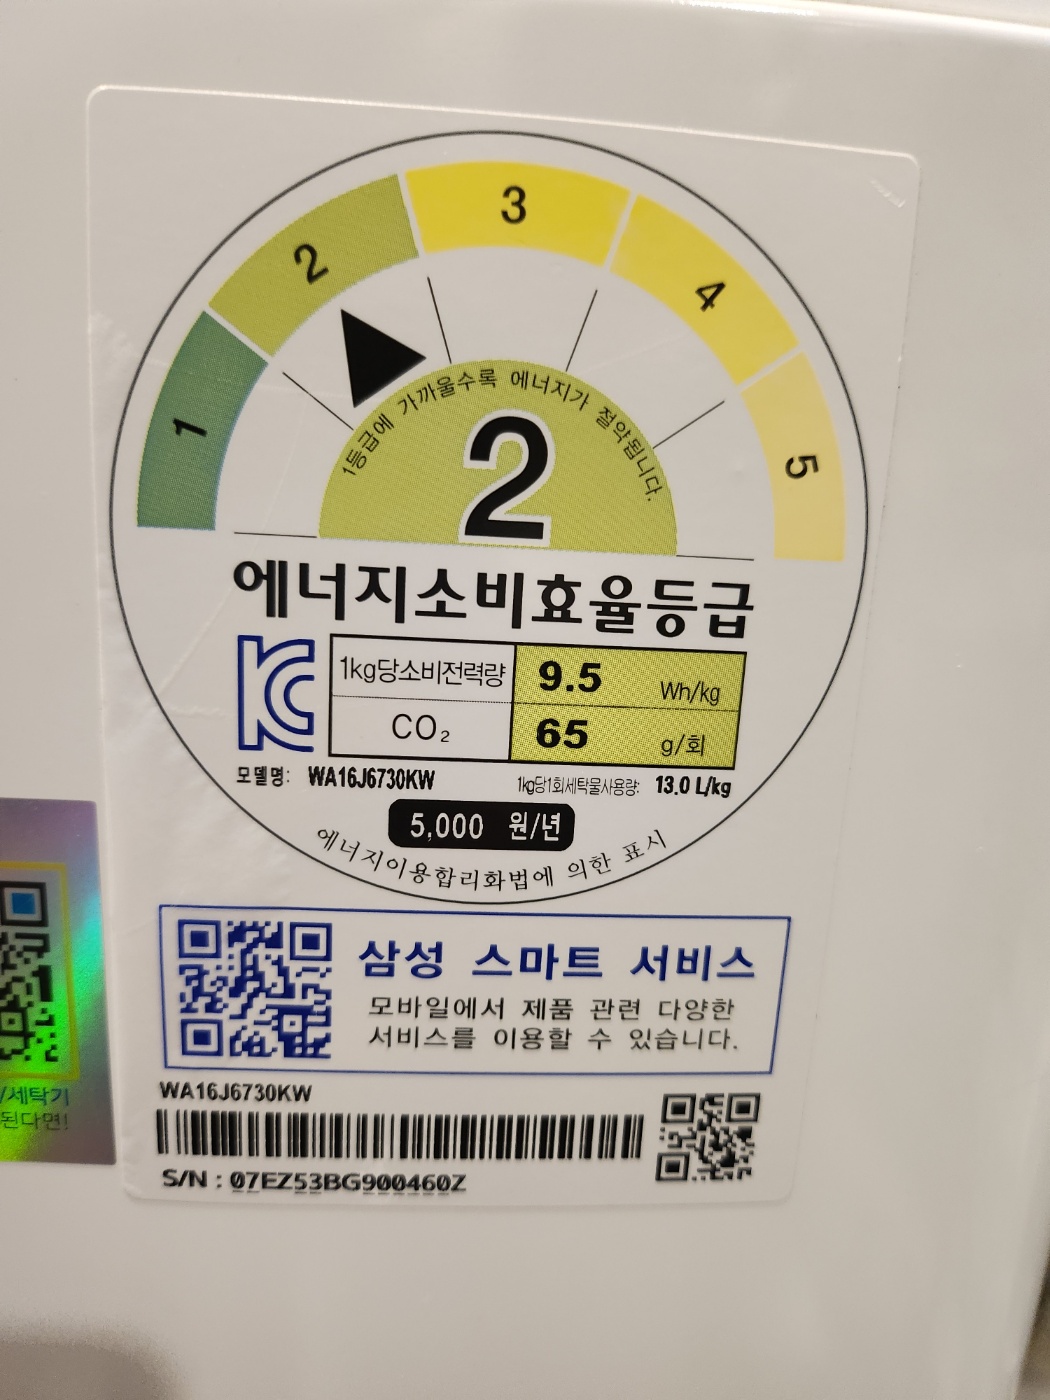 1
2
3
4
5
1등급에 가까울수록 에너지가 절약됩니다.
2
에너지소비효율등급
1kg당소비전력량 9.5 Wh/kg
CO₂ 65 g/회
모델명: WA16J6730KW 1kg당1회세탁물사용량: 13.0 L/kg
5,000 원/년
에너지이용합리화법에 의한 표시
삼성 스마트 서비스
모바일에서 제품 관련 다양한
서비스를 이용할 수 있습니다.
/세탁기
된다면!
WA16J6730KW
S/N : 07EZ53BG900460Z